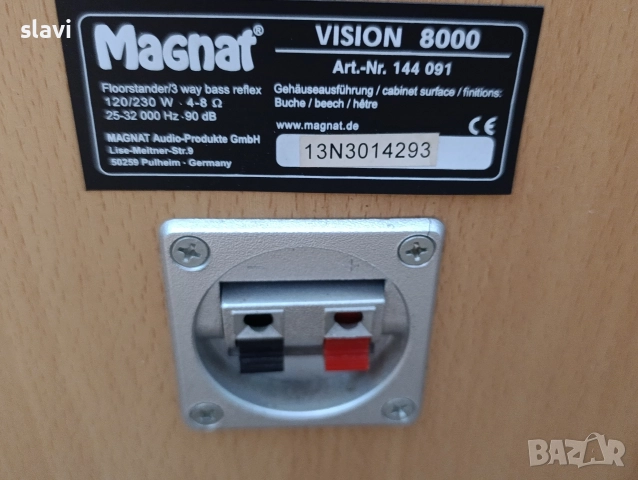 slavi
Magnat®
VISION 8000
Art.-Nr. 144 091
Floorstander/3 way bass reflex
120/230 W - 4-8 Ω
25-32 000 Hz - 90 dB
MAGNAT Audio-Produkte GmbH
Lise-Meitner-Str.9
50259 Pulheim - Germany
Gehäuseausführung / cabinet surface / finitions:
Buche / beech / hêtre
www.magnat.de
CE
13N3014293
- +
BAZAR